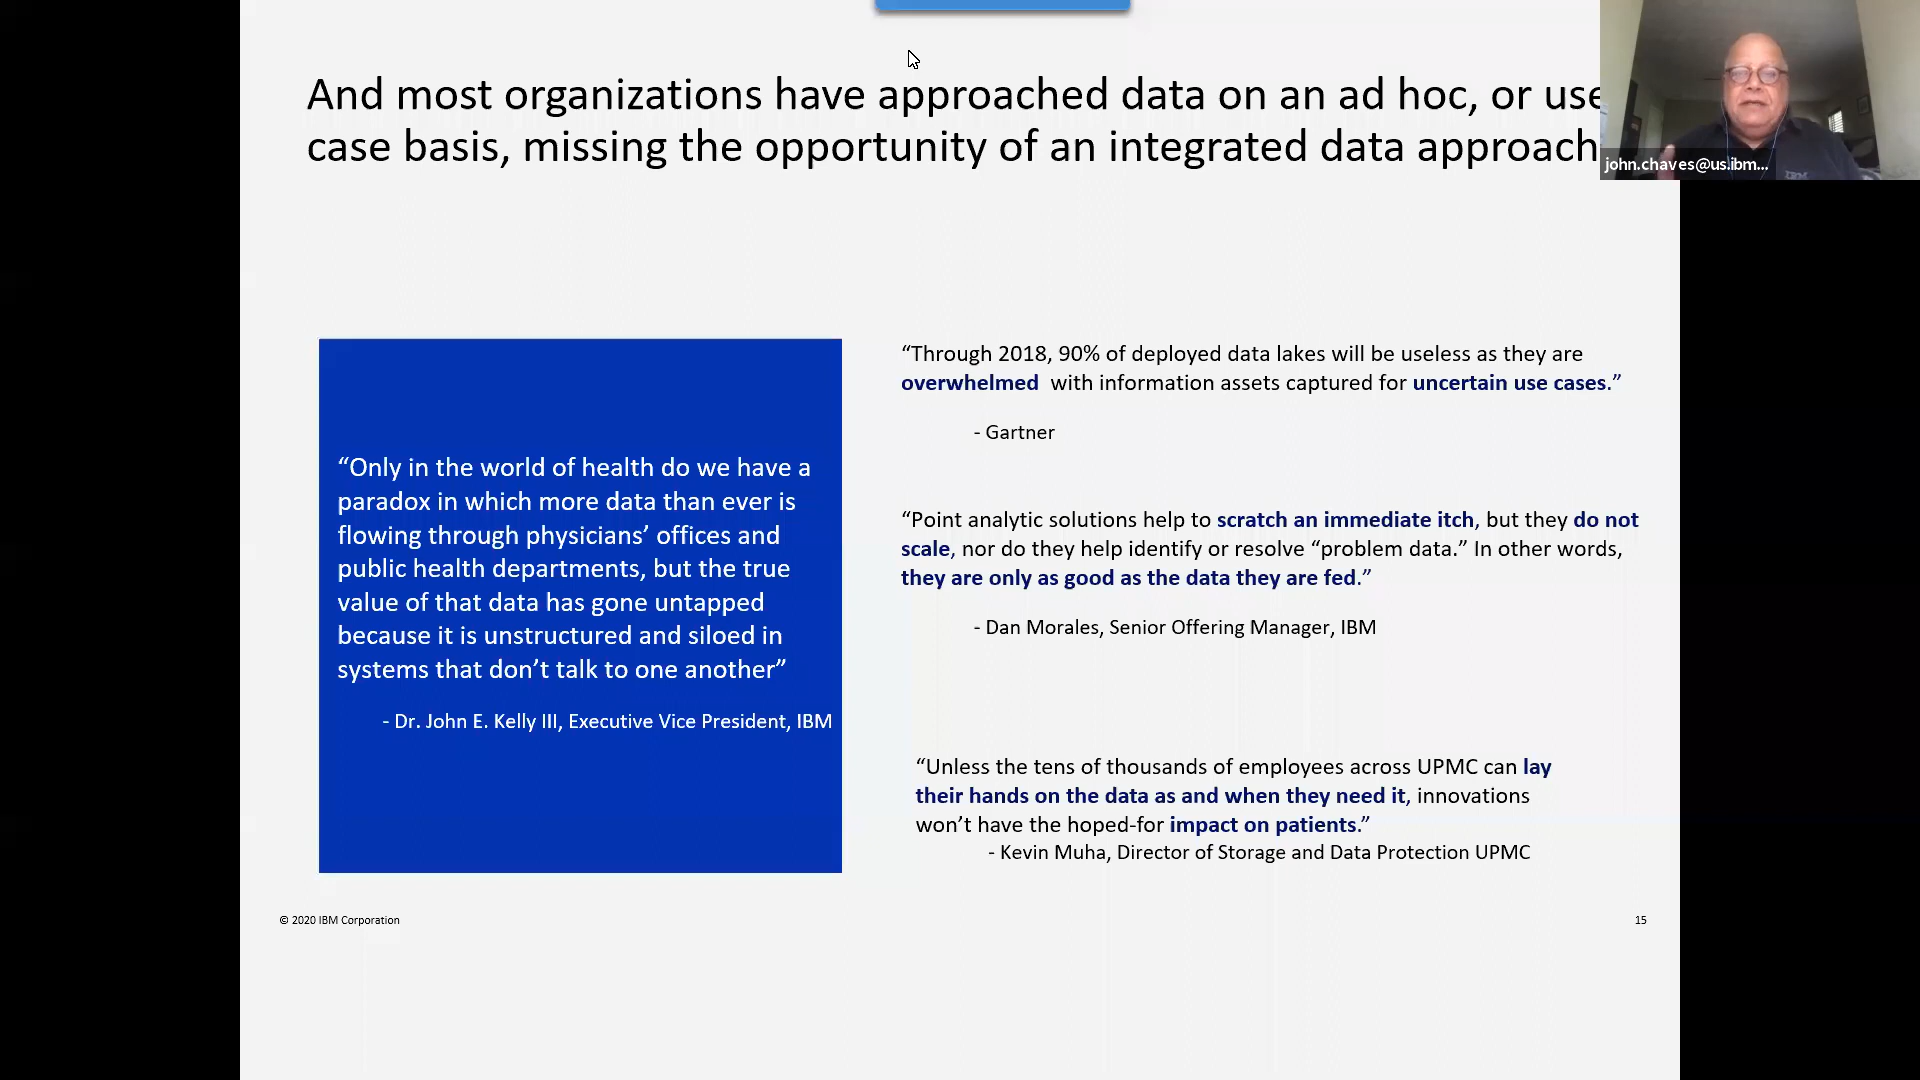 And most organizations have approached data on an ad hoc, or use
case basis, missing the opportunity of an integrated data approach
john.chaves@us.ibm...
IBM
“Only in the world of health do we have a
paradox in which more data than ever is
flowing through physicians’ offices and
public health departments, but the true
value of that data has gone untapped
because it is unstructured and siloed in
systems that don’t talk to one another”
- Dr. John E. Kelly III, Executive Vice President, IBM
“Through 2018, 90% of deployed data lakes will be useless as they are
overwhelmed with information assets captured for uncertain use cases.”
- Gartner
“Point analytic solutions help to scratch an immediate itch, but they do not
scale, nor do they help identify or resolve “problem data.” In other words,
they are only as good as the data they are fed.”
- Dan Morales, Senior Offering Manager, IBM
“Unless the tens of thousands of employees across UPMC can lay
their hands on the data as and when they need it, innovations
won’t have the hoped-for impact on patients.”
- Kevin Muha, Director of Storage and Data Protection UPMC
© 2020 IBM Corporation
15